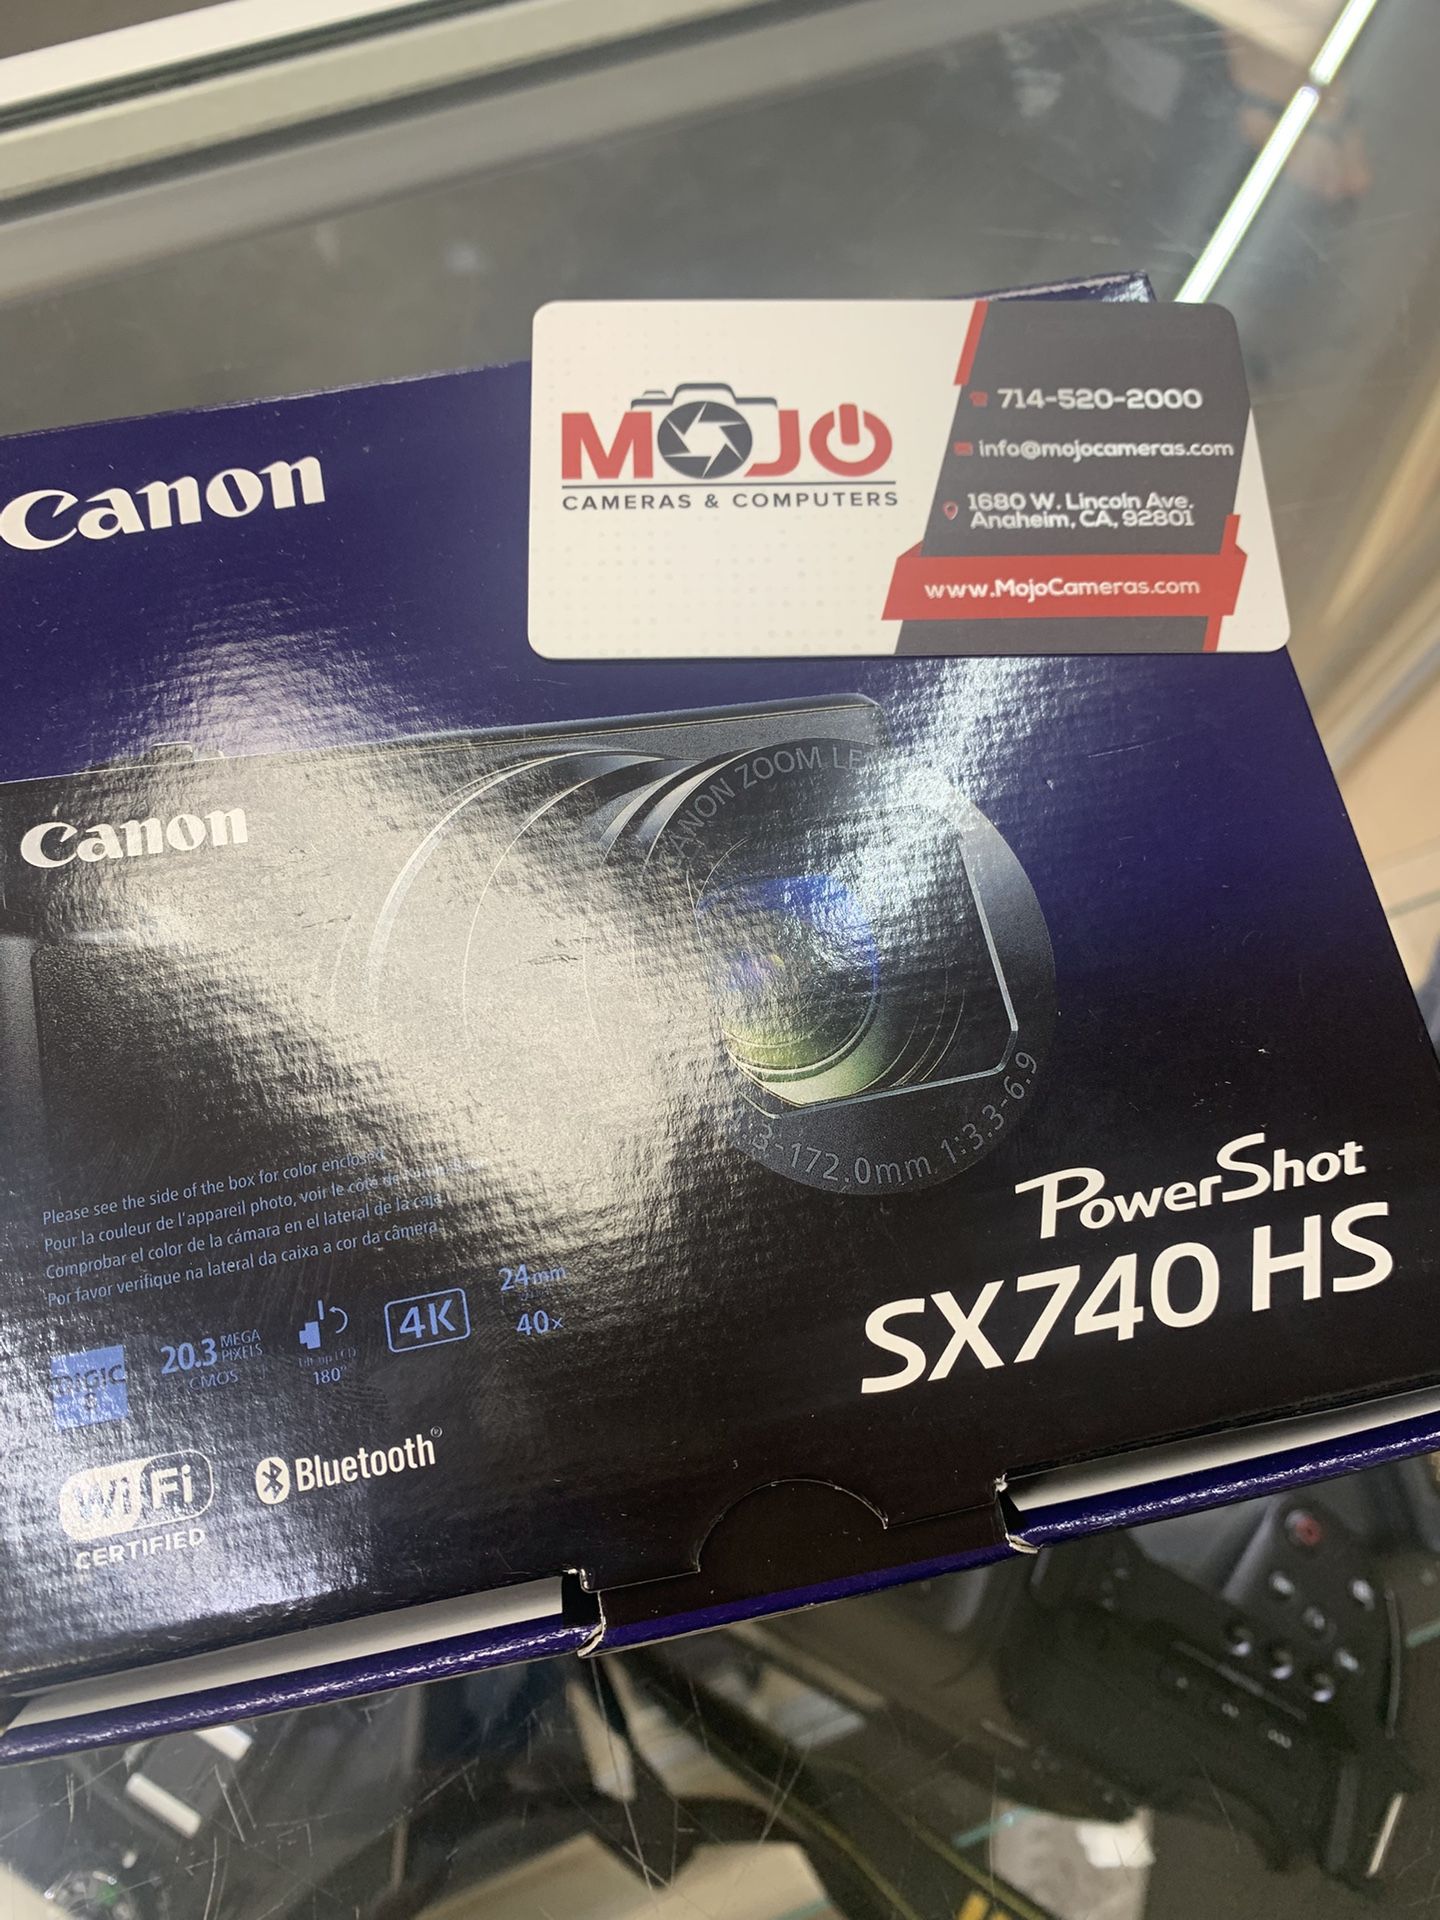 MOJO
CAMERAS & COMPUTERS
714-520-2000
info@mojocameras.com
1680 W. Lincoln Ave.
Anaheim, CA, 92801
www.MojoCameras.com
Canon
Canon
CANON ZOOM
-172.0mm 1:3.3-6.9
PowerShot
SX740 HS
Please see the side of the box for color enclosed
Pour la couleur de l'appareil photo, voir le côté de
Comprobar el color de la cámara en el lateral de la caja
Por favor verifique na lateral da caixa a cor da câmera
DIGIC
20.3 MEGA
PIXELS
CMOS
180°
4K
24mm
40x
Wi Fi
CERTIFIED
Bluetooth®